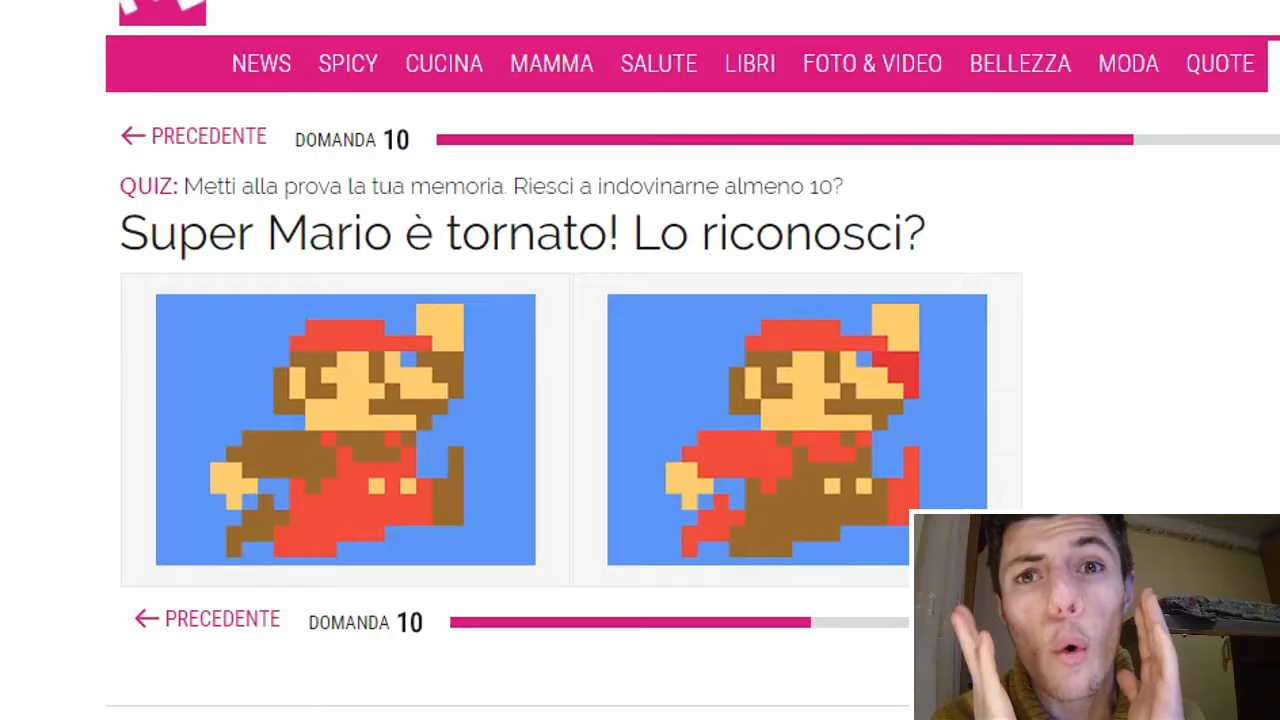 NEWS SPICY CUCINA MAMMA SALUTE LIBRI FOTO & VIDEO BELLEZZA MODA QUOTE
← PRECEDENTE DOMANDA 10
QUIZ: Metti alla prova la tua memoria. Riesci a indovinarne almeno 10?
Super Mario è tornato! Lo riconosci?
← PRECEDENTE DOMANDA 10